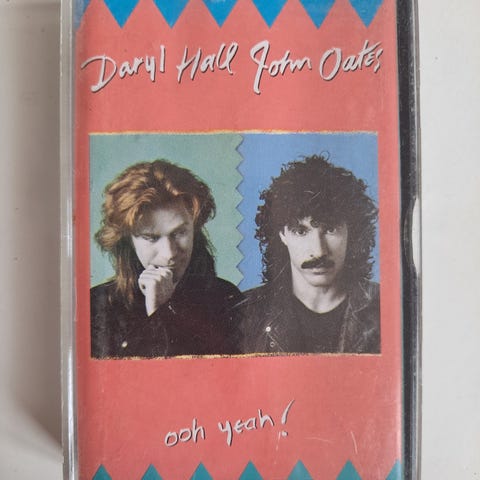 Daryl Hall John Oates
ooh yeah!